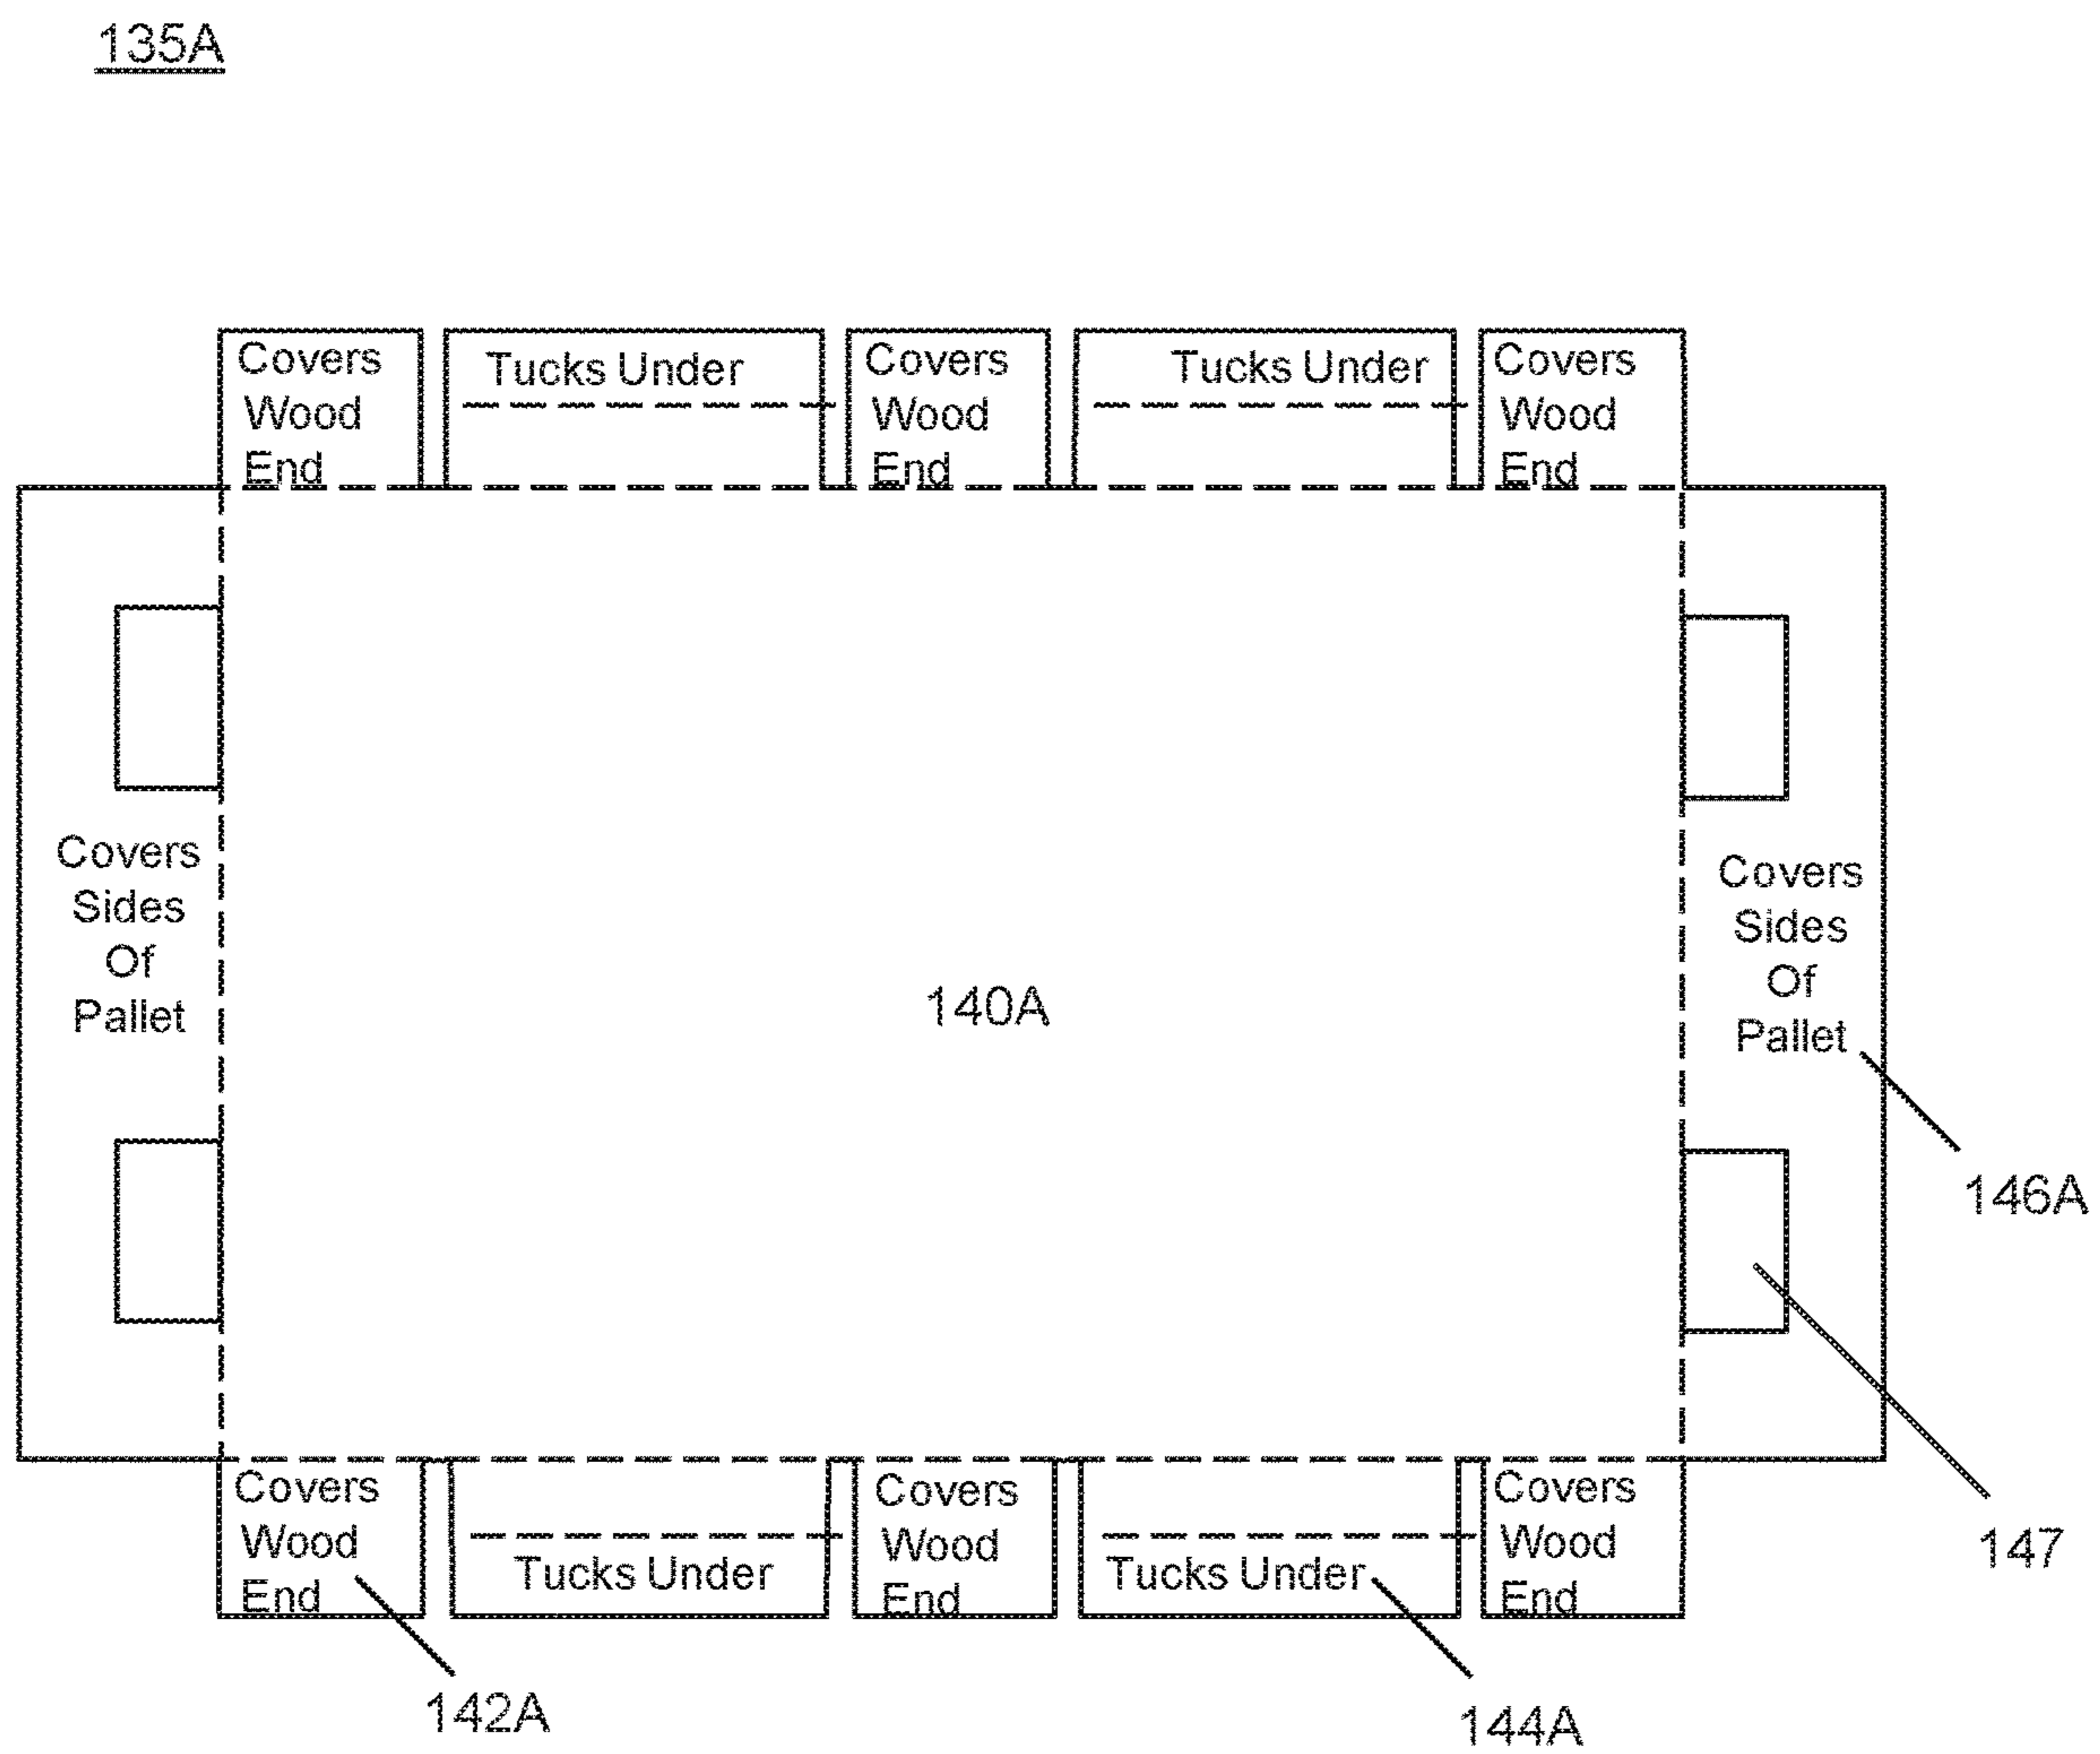 135A
Covers
Wood
End
Tucks Under
Covers
Wood
End
Tucks Under
Covers
Wood
End
Covers
Sides
Of
Pallet
140A
Covers
Sides
Of
Pallet
146A
147
Covers
Wood
End
Tucks Under
Covers
Wood
End
Tucks Under
Covers
Wood
End
142A
144A